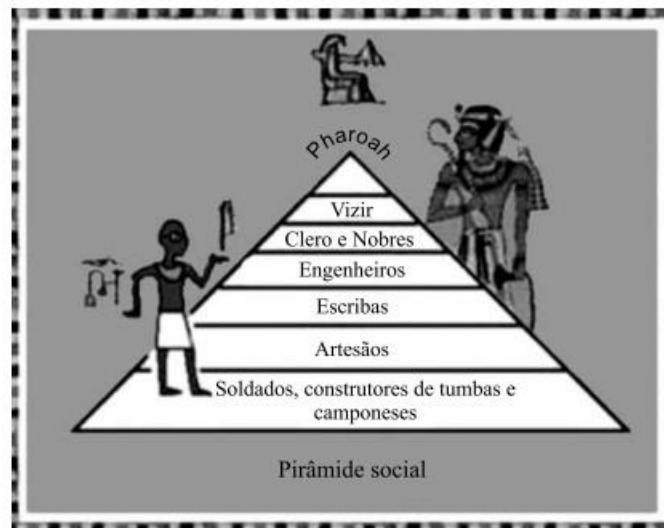 Pharoah
Vizir
Clero e Nobres
Engenheiros
Escribas
Artesãos
Soldados, construtores de tumbas e
camponeses
Pirâmide social